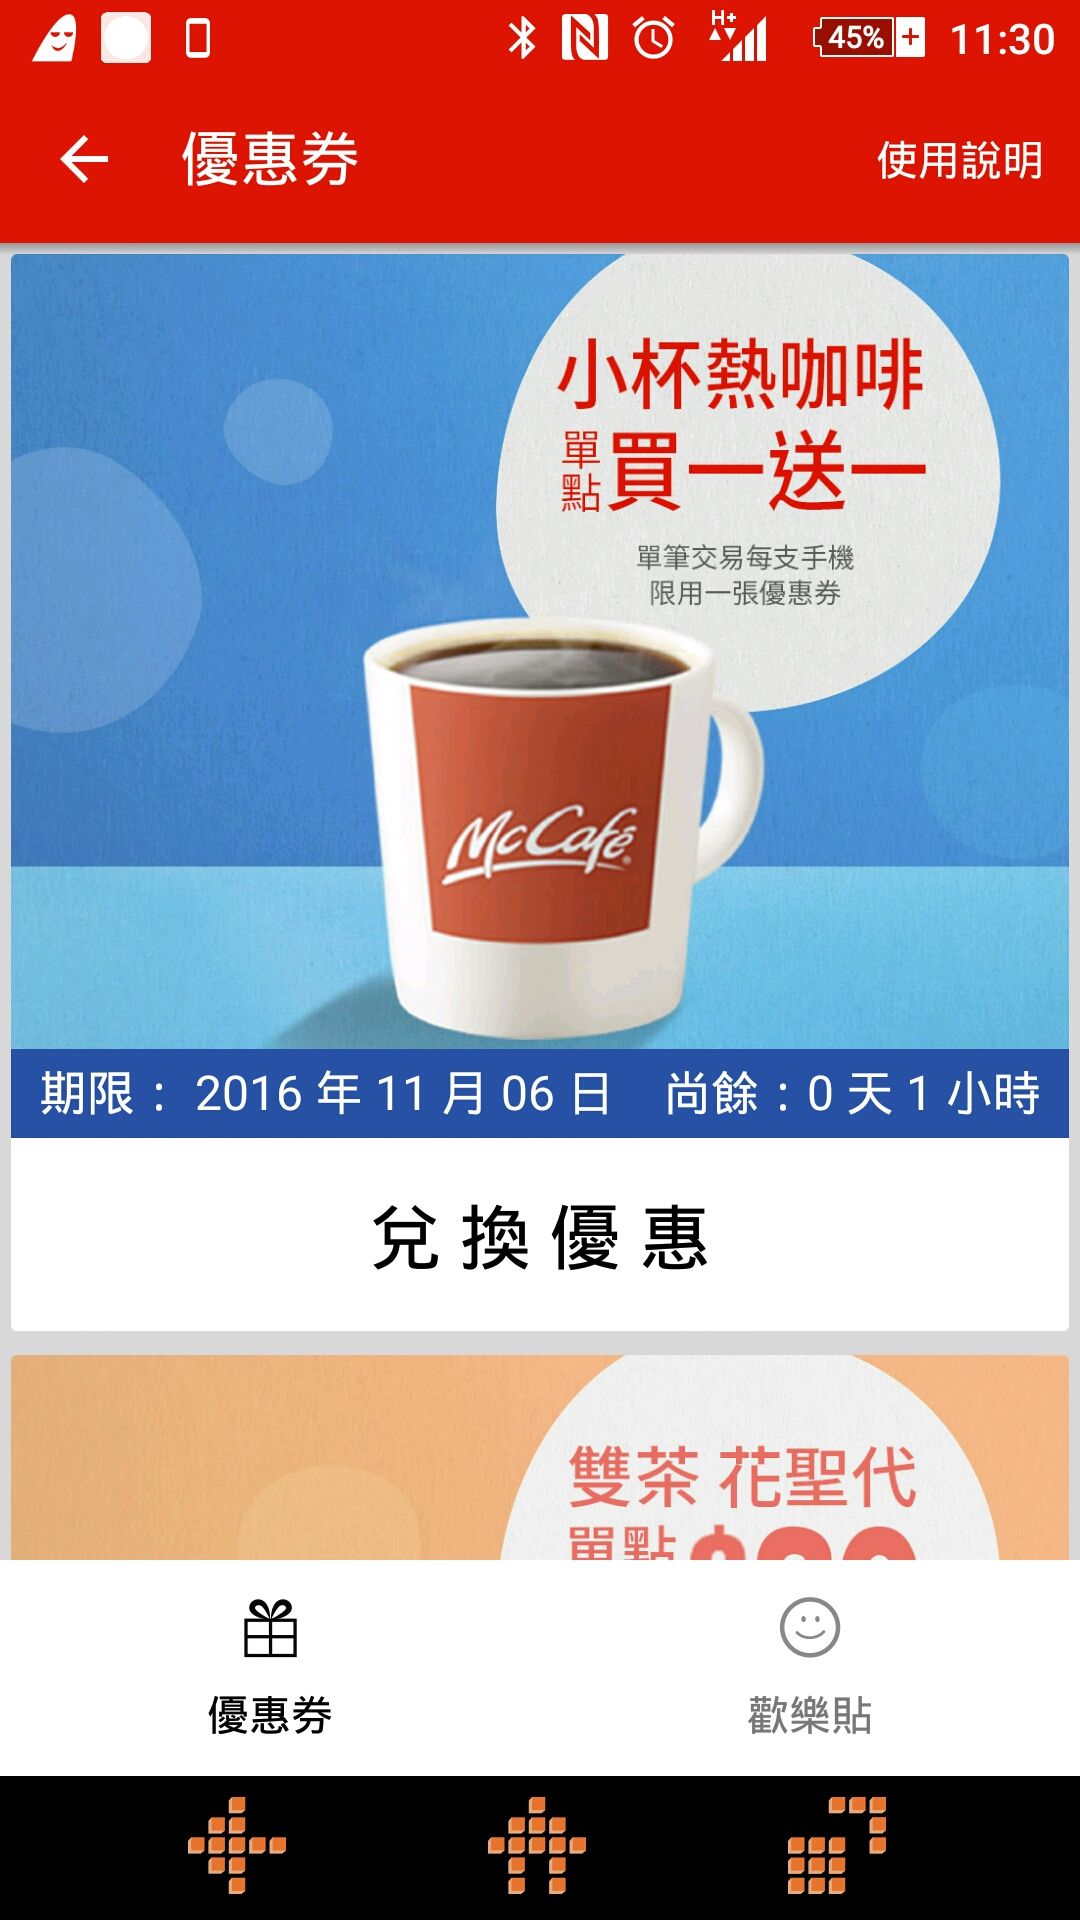 H+
45%
11:30
優惠券
使用說明
小杯熱咖啡
單點買一送一
單筆交易每支手機
限用一張優惠券
McCafé®
期限： 2016 年 11 月 06 日 尚餘：0 天 1 小時
兌換優惠
雙茶 花聖代
單點
優惠券
歡樂貼